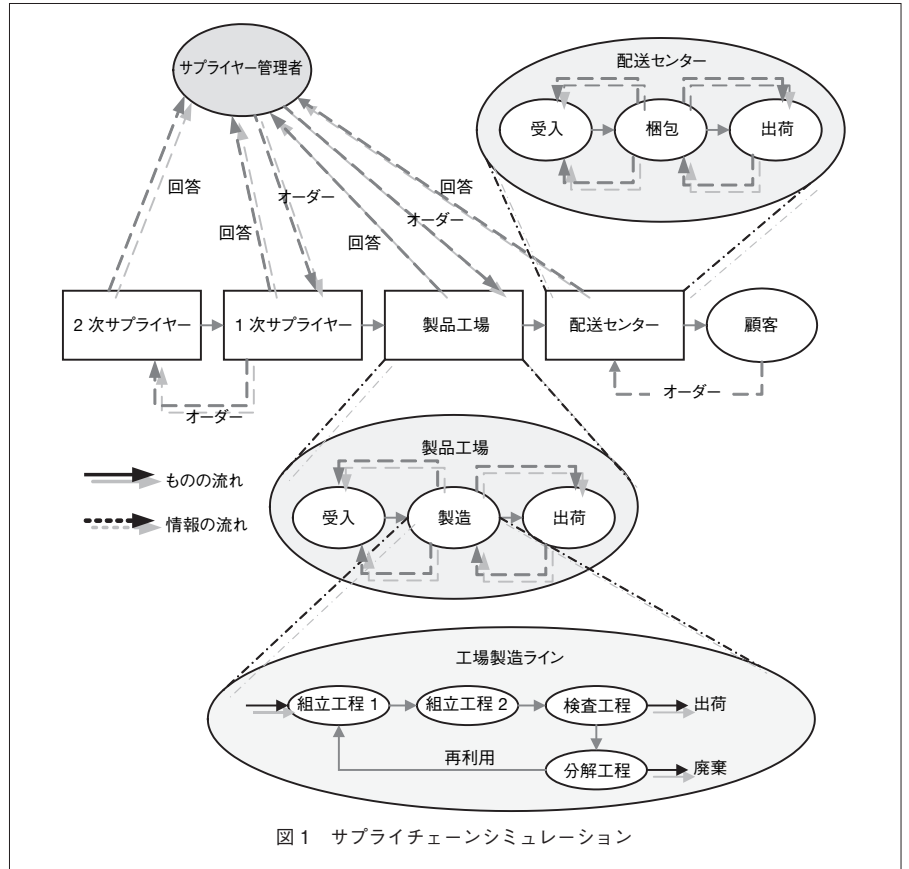 サプライヤー管理者
配送センター
受入
梱包
出荷
回答
オーダー
回答
回答
オーダー
回答
2 次サプライヤー
1 次サプライヤー
製品工場
配送センター
顧客
オーダー
オーダー
製品工場
ものの流れ
受入
製造
出荷
情報の流れ
工場製造ライン
組立工程 1
組立工程 2
検査工程
出荷
再利用
分解工程
廃棄
図 1 サプライチェーンシミュレーション